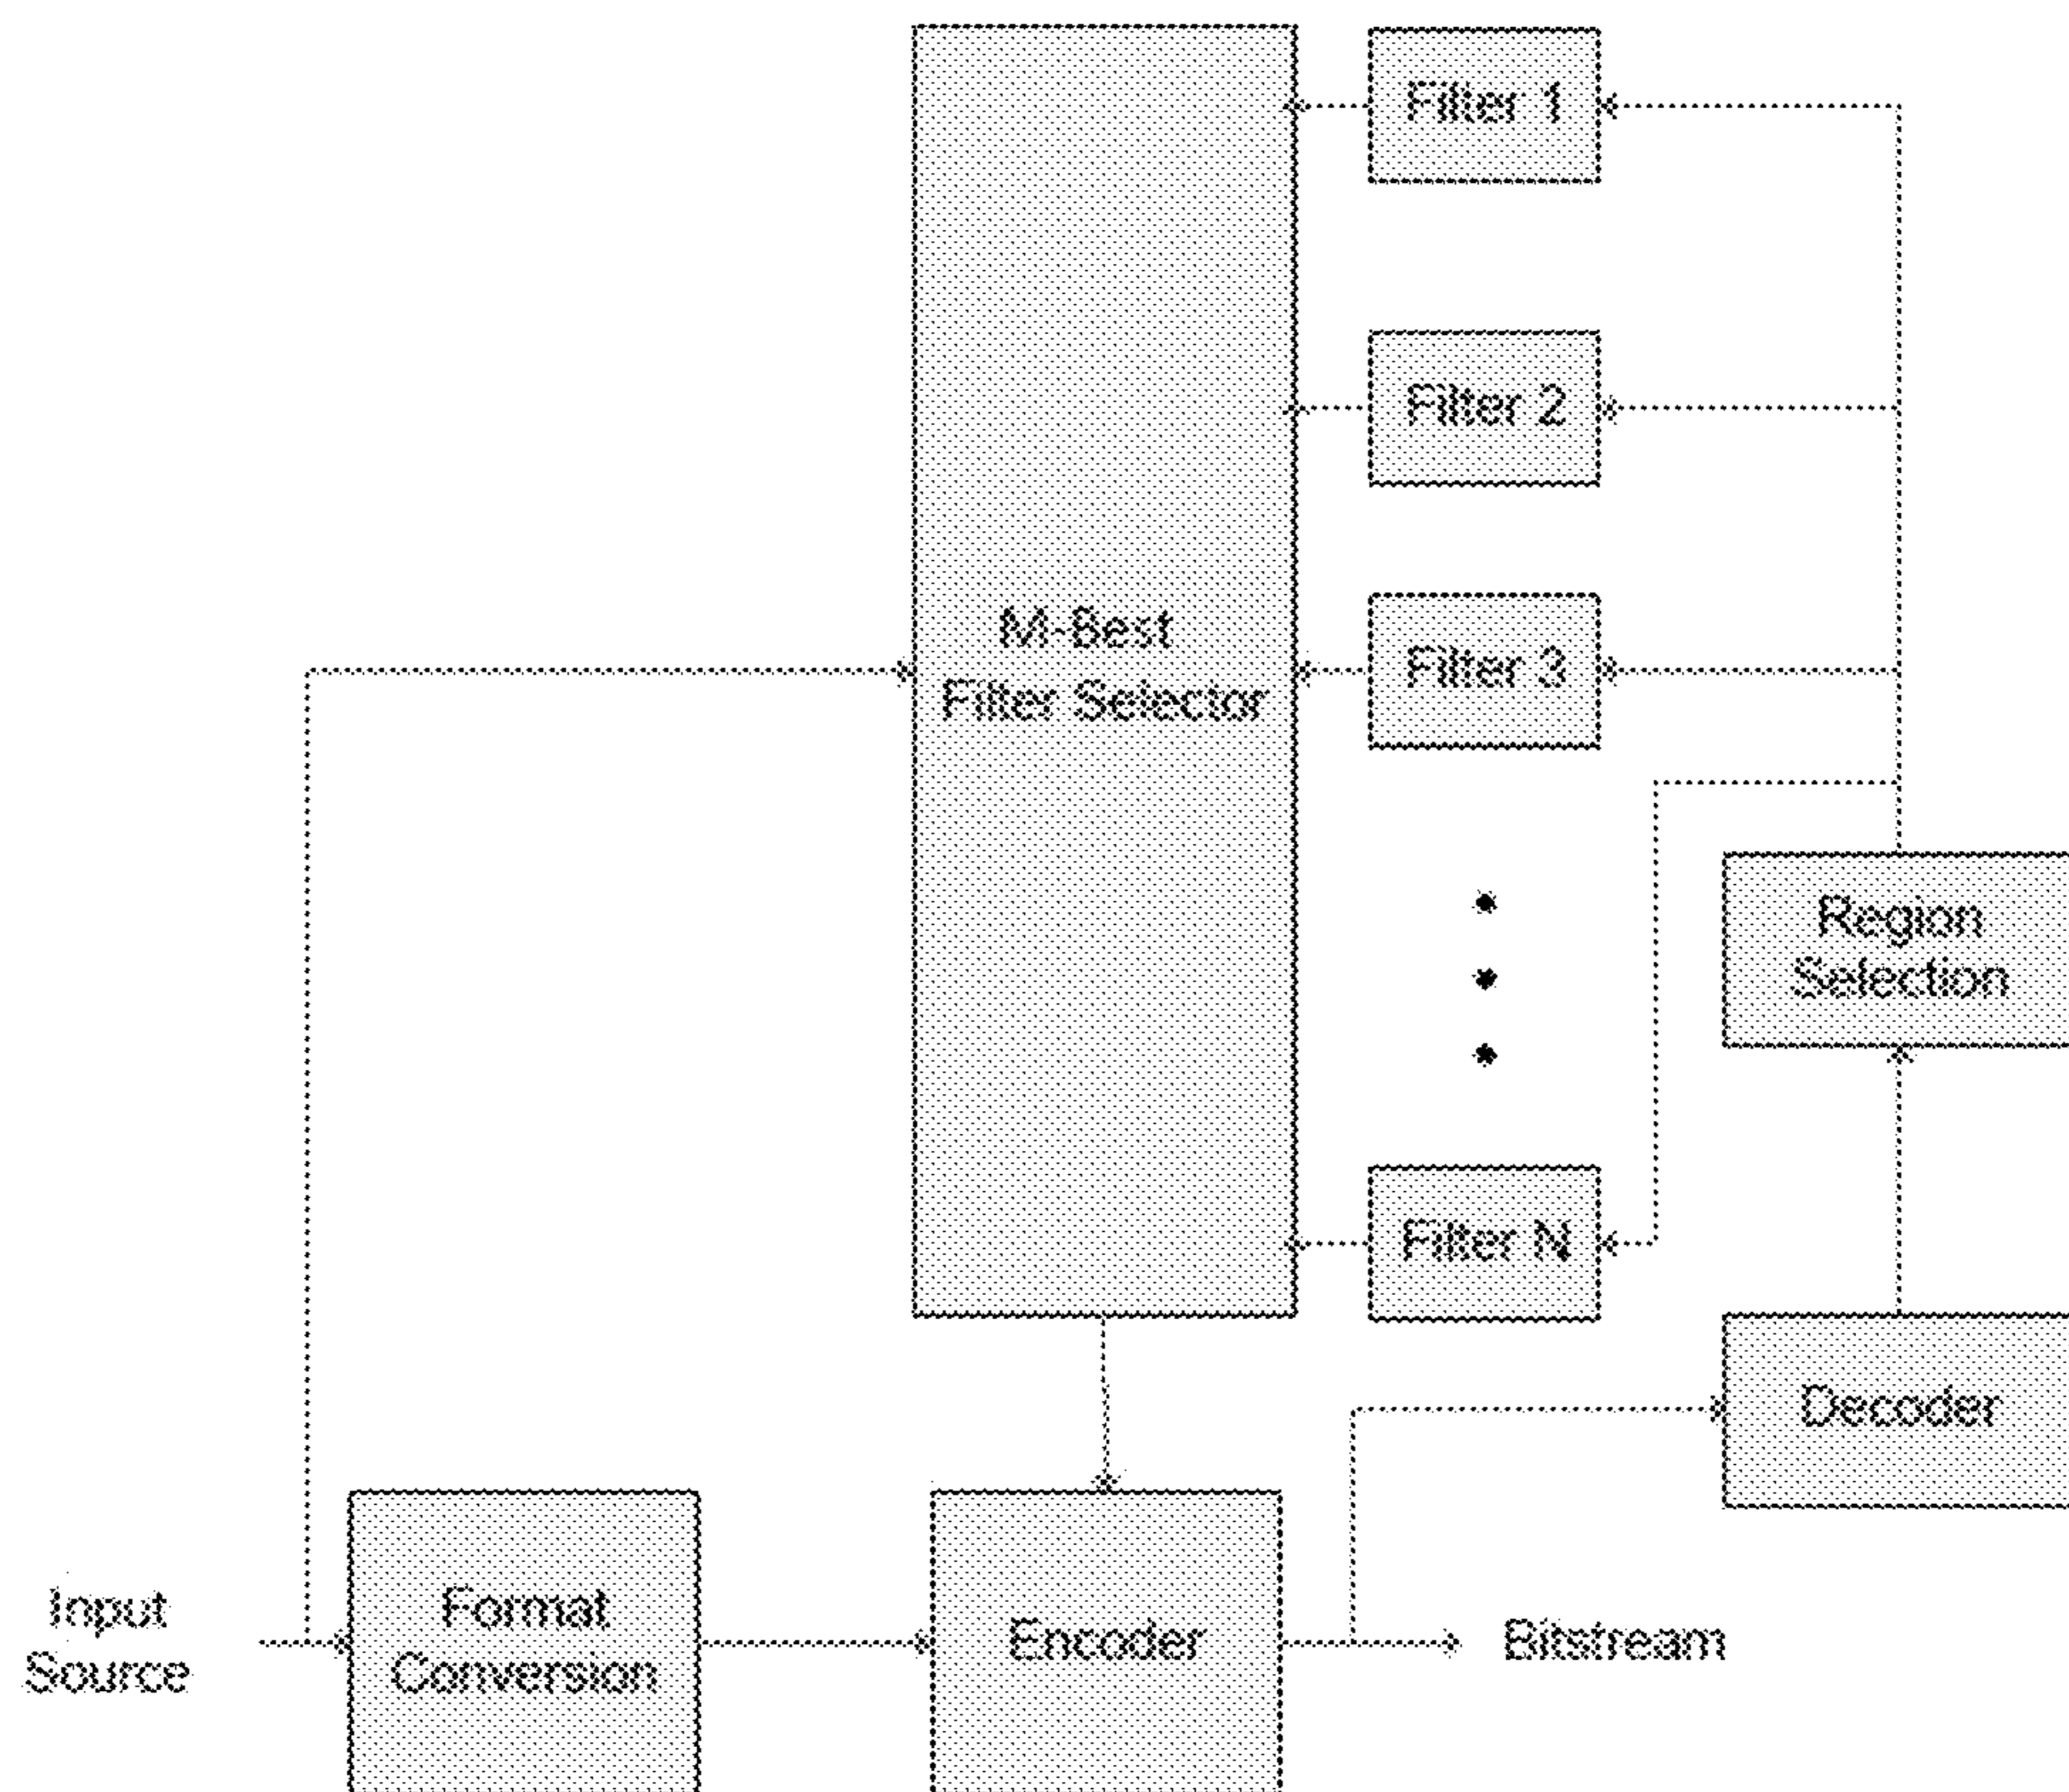 Filter 1
Filter 2
M-Best
Filter Selector
Filter 3
Region
Selection
Filter N
Decoder
Input
Source
Format
Conversion
Encoder
Bitstream